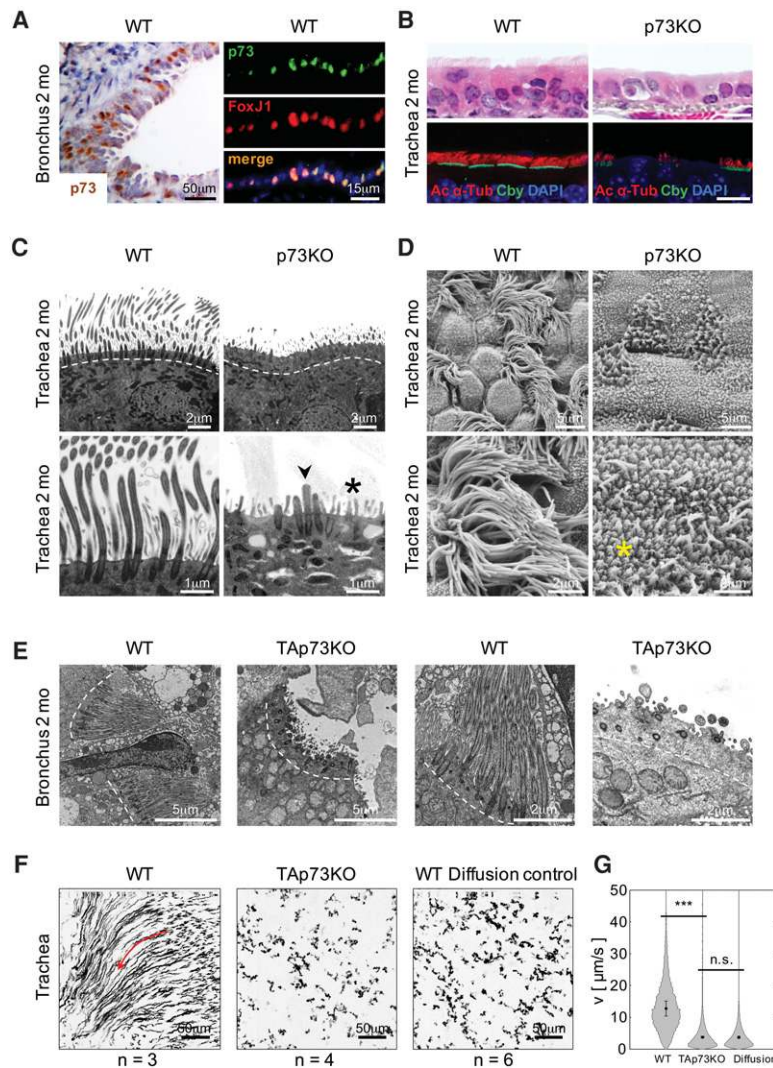 A
WT
WT
Bronchus 2 mo
p73
50µm
p73
FoxJ1
merge
15µm
B
WT
p73KO
Trachea 2 mo
Ac α-Tub Cby DAPI
Ac α-Tub Cby DAPI
C
WT
p73KO
Trachea 2 mo
2µm
2µm
Trachea 2 mo
1µm
*
1µm
D
WT
p73KO
Trachea 2 mo
5µm
5µm
Trachea 2 mo
2µm
*
E
WT
TAp73KO
WT
TAp73KO
Bronchus 2 mo
5µm
5µm
2µm
F
WT
TAp73KO
WT Diffusion control
Trachea
50µm
50µm
50µm
n = 3
n = 4
n = 6
G
v [ µm/s ]
50
40
30
20
10
0
***
n.s.
WT
TAp73KO
Diffusion